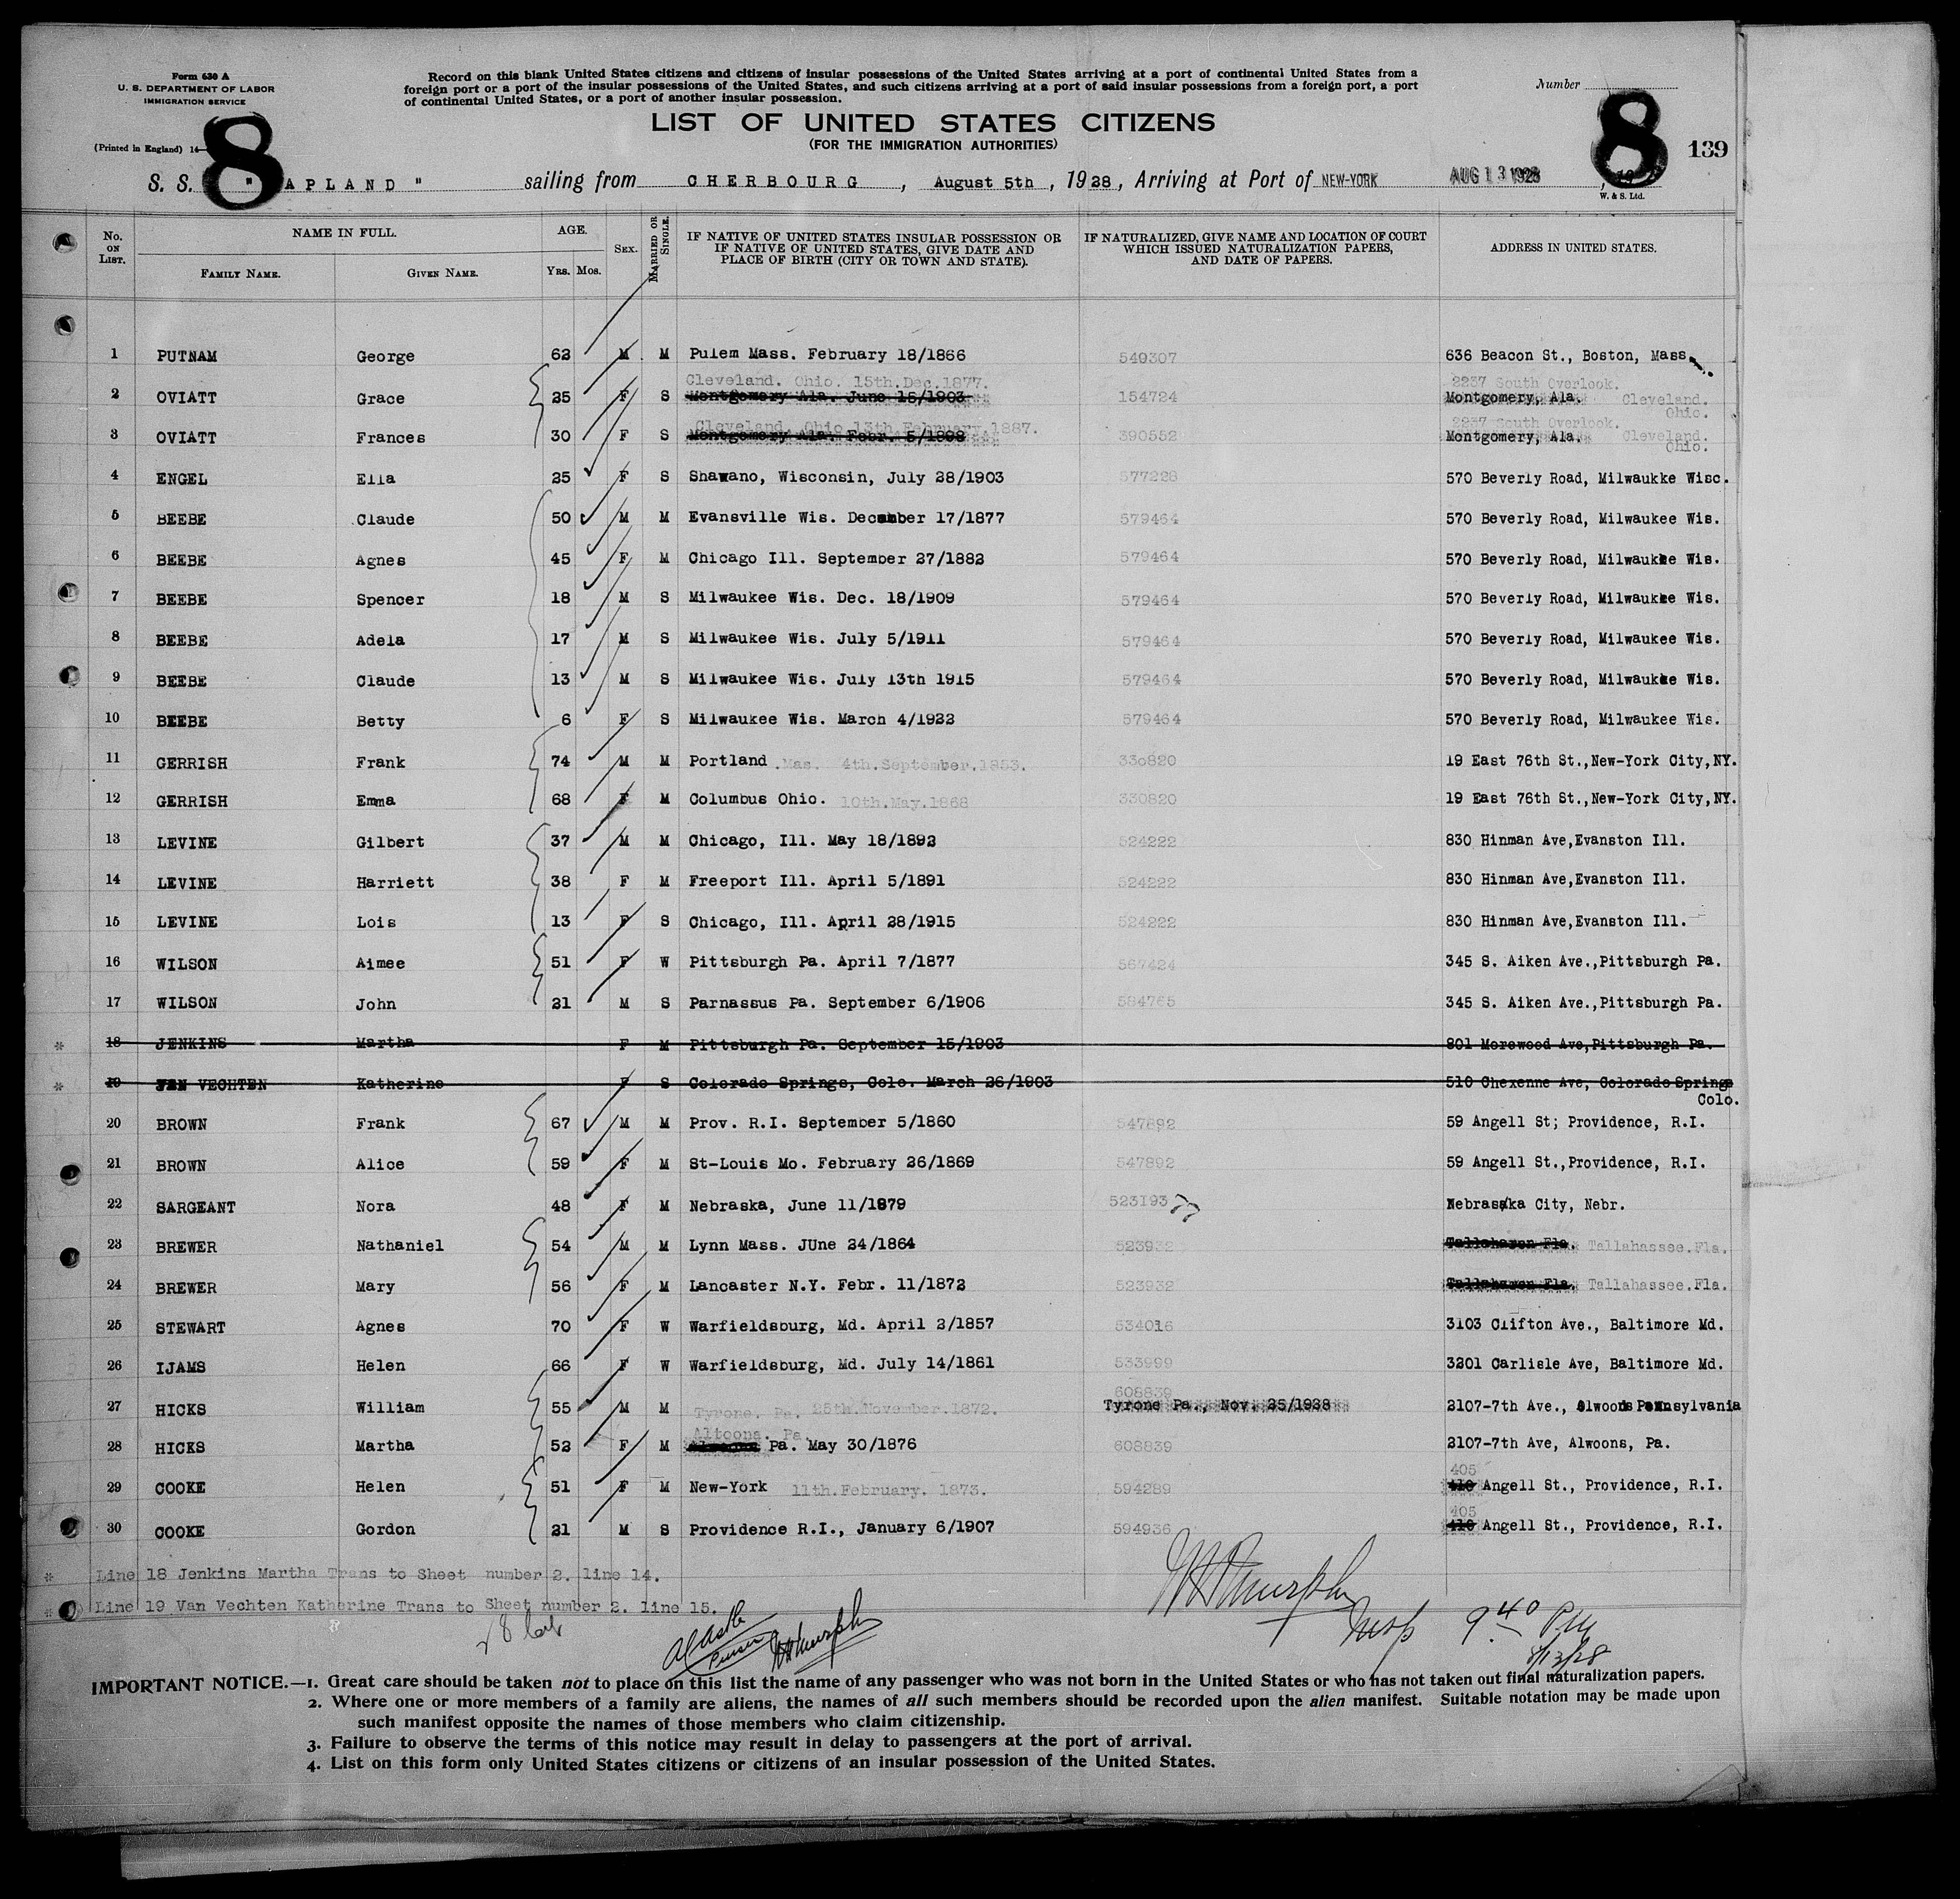 Form 630 A
U. S. DEPARTMENT OF LABOR
IMMIGRATION SERVICE
(Printed in England) 14—
Record on this blank United States citizens and citizens of insular possessions of the United States arriving at a port of continental United States from a
foreign port or a port of the insular possessions of the United States, and such citizens arriving at a port of said insular possessions from a foreign port, a port
of continental United States, or a port of another insular possession.
Number
8 8 139
LIST OF UNITED STATES CITIZENS
(FOR THE IMMIGRATION AUTHORITIES)
S. S. " APLAND " sailing from CHERBOURG, August 5th, 1928, Arriving at Port of NEW-YORK AUG 13 1928
W. & S. Ltd.
No. ON LIST. NAME IN FULL. FAMILY NAME. GIVEN NAME. AGE. YRS. MOS. SEX. MARRIED OR SINGLE. IF NATIVE OF UNITED STATES INSULAR POSSESSION OR IF NATIVE OF UNITED STATES, GIVE DATE AND PLACE OF BIRTH (CITY OR TOWN AND STATE). IF NATURALIZED, GIVE NAME AND LOCATION OF COURT WHICH ISSUED NATURALIZATION PAPERS, AND DATE OF PAPERS. ADDRESS IN UNITED STATES.
1 PUTNAM George 62 M M Pulem Mass. February 18/1866 549307 636 Beacon St., Boston, Mass.
Cleveland. Ohio. 15th.Dec.1877. 2237 South Overlook.
2 OVIATT Grace 25 F S Montgomery Ala. June 15/1903 154724 Montgomery, Ala. Cleveland. Ohio.
Cleveland. Ohio 13th February.1887. 2237 South Overlook.
3 OVIATT Frances 30 F S Montgomery Ala. Febr. 5/1898 390552 Montgomery, Ala. Cleveland. Ohio.
4 ENGEL Ella 25 F S Shawano, Wisconsin, July 28/1903 577228 570 Beverly Road, Milwaukke Wisc.
5 BEEBE Claude 50 M M Evansville Wis. December 17/1877 579464 570 Beverly Road, Milwaukee Wis.
6 BEEBE Agnes 45 F M Chicago Ill. September 27/1882 579464 570 Beverly Road, Milwaukee Wis.
7 BEEBE Spencer 18 M S Milwaukee Wis. Dec. 18/1909 579464 570 Beverly Road, Milwaukee Wis.
8 BEEBE Adela 17 M S Milwaukee Wis. July 5/1911 579464 570 Beverly Road, Milwaukee Wis.
9 BEEBE Claude 13 M S Milwaukee Wis. July 13th 1915 579464 570 Beverly Road, Milwaukee Wis.
10 BEEBE Betty 6 F S Milwaukee Wis. March 4/1922 579464 570 Beverly Road, Milwaukee Wis.
11 GERRISH Frank 74 M M Portland .Mas. 4th.September.1853. 330820 19 East 76th St.,New-York City,NY.
12 GERRISH Emma 68 F M Columbus Ohio. 10th.May.1868 330820 19 East 76th St.,New-York City,NY.
13 LEVINE Gilbert 37 M M Chicago, Ill. May 18/1892 524222 830 Hinman Ave,Evanston Ill.
14 LEVINE Harriett 38 F M Freeport Ill. April 5/1891 524222 830 Hinman Ave,Evanston Ill.
15 LEVINE Lois 13 F S Chicago, Ill. April 28/1915 524222 830 Hinman Ave,Evanston Ill.
16 WILSON Aimee 51 F W Pittsburgh Pa. April 7/1877 567424 345 S. Aiken Ave.,Pittsburgh Pa.
17 WILSON John 21 M S Parnassus Pa. September 6/1906 584765 345 S. Aiken Ave.,Pittsburgh Pa.
* 18 JENKINS Martha F M Pittsburgh Pa. September 15/1903 801 Morewood Ave,Pittsburgh Pa.
* 19 VECHTEN Katherine F S Colorado Springs, Colo. March 26/1903 510 Chexenne Ave, Colorado Springs
Colo.
20 BROWN Frank 67 M M Prov. R.I. September 5/1860 547892 59 Angell St; Providence, R.I.
21 BROWN Alice 59 F M St-Louis Mo. February 26/1869 547892 59 Angell St.,Providence, R.I.
22 SARGEANT Nora 48 F M Nebraska, June 11/1879 523193 Nebraska City, Nebr.
23 BREWER Nathaniel 54 M M Lynn Mass. JUne 24/1864 523932 Tallaharen Fla. Tallahassee.Fla.
24 BREWER Mary 56 F M Lancaster N.Y. Febr. 11/1872 523932 Tallaharen Fla. Tallahassee.Fla.
25 STEWART Agnes 70 F W Warfieldsburg, Md. April 2/1857 534016 3103 Clifton Ave., Baltimore Md.
26 IJAMS Helen 66 F W Warfieldsburg, Md. July 14/1861 533999 3201 Carlisle Ave, Baltimore Md.
608839
27 HICKS William 55 M M Tyrone. Pa. 25th.November.1872. Tyrone Pa., Nov. 25/1928 2107-7th Ave., Alwoons Pennsylvania
Altoona. Pa.
28 HICKS Martha 52 F M Pa. May 30/1876 608839 2107-7th Ave, Alwoons, Pa.
405
29 COOKE Helen 51 F M New-York 11th.February. 1873. 594289 410 Angell St., Providence, R.I.
405
30 COOKE Gordon 21 M S Providence R.I., January 6/1907 594936 410 Angell St., Providence, R.I.
* Line 18 Jenkins Martha Trans to Sheet number 2. line 14.
* Line 19 Van Vechten Katherine Trans to Sheet number 2. line 15.
Murphy
Insp 9.40 PM
8/13/28
IMPORTANT NOTICE.—1. Great care should be taken not to place on this list the name of any passenger who was not born in the United States or who has not taken out final naturalization papers.
2. Where one or more members of a family are aliens, the names of all such members should be recorded upon the alien manifest. Suitable notation may be made upon
such manifest opposite the names of those members who claim citizenship.
3. Failure to observe the terms of this notice may result in delay to passengers at the port of arrival.
4. List on this form only United States citizens or citizens of an insular possession of the United States.